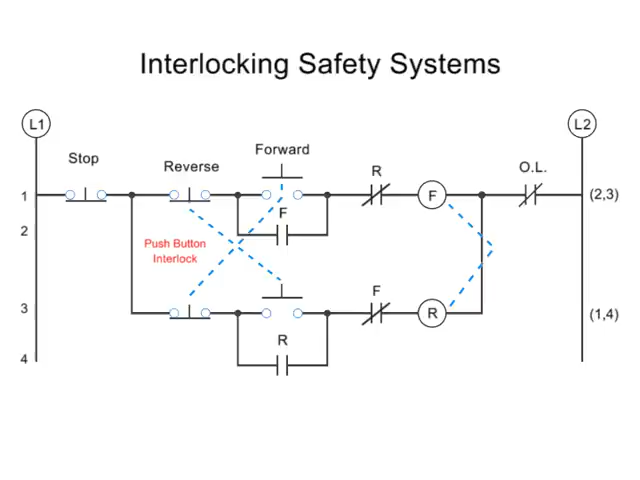 Interlocking Safety Systems
L1
L2
Stop
Reverse
Forward
R
O.L.
1
F
(2,3)
2
F
Push Button
Interlock
3
F
R
(1,4)
R
4